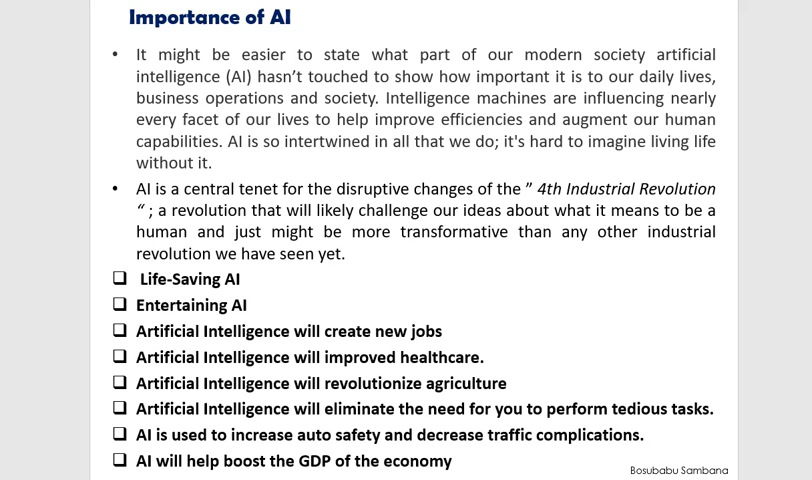 Importance of AI
• It might be easier to state what part of our modern society artificial
intelligence (AI) hasn’t touched to show how important it is to our daily lives,
business operations and society. Intelligence machines are influencing nearly
every facet of our lives to help improve efficiencies and augment our human
capabilities. AI is so intertwined in all that we do; it's hard to imagine living life
without it.
• AI is a central tenet for the disruptive changes of the ” 4th Industrial Revolution
“ ; a revolution that will likely challenge our ideas about what it means to be a
human and just might be more transformative than any other industrial
revolution we have seen yet.
❑ Life-Saving AI
❑ Entertaining AI
❑ Artificial Intelligence will create new jobs
❑ Artificial Intelligence will improved healthcare.
❑ Artificial Intelligence will revolutionize agriculture
❑ Artificial Intelligence will eliminate the need for you to perform tedious tasks.
❑ AI is used to increase auto safety and decrease traffic complications.
❑ AI will help boost the GDP of the economy
Bosubabu Sambana